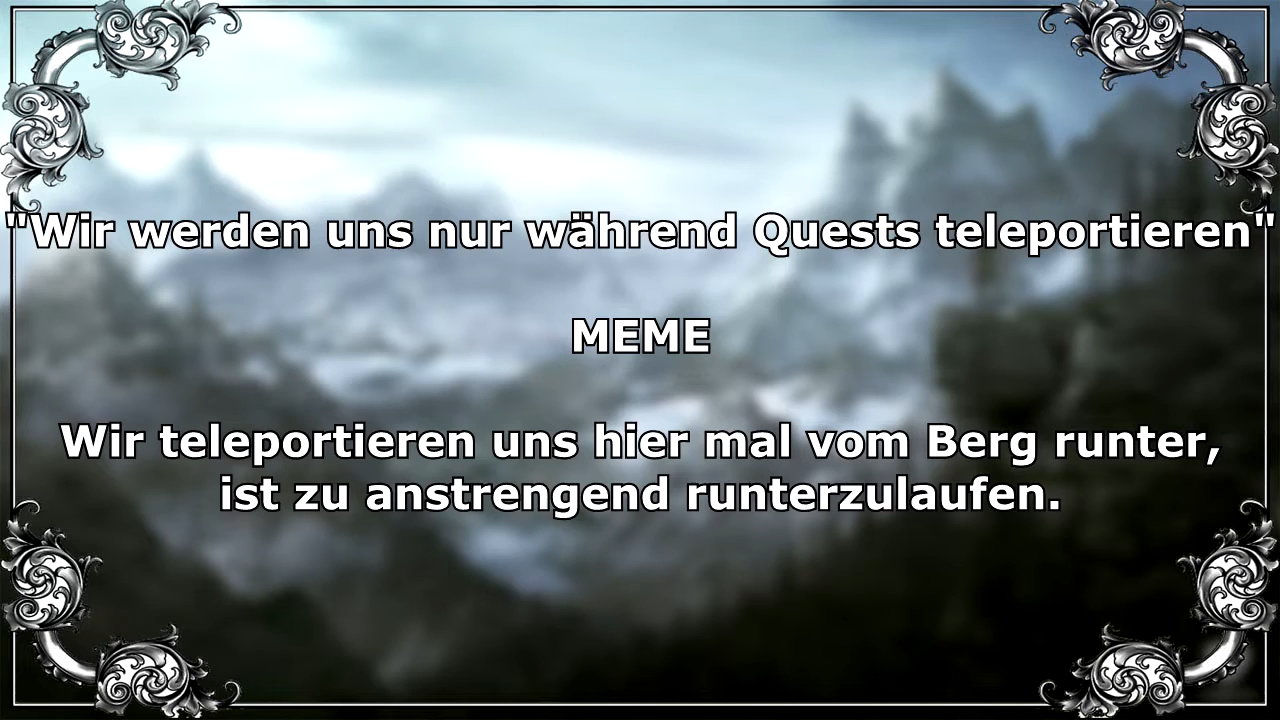 "Wir werden uns nur während Quests teleportieren"
MEME
Wir teleportieren uns hier mal vom Berg runter,
ist zu anstrengend runterzulaufen.